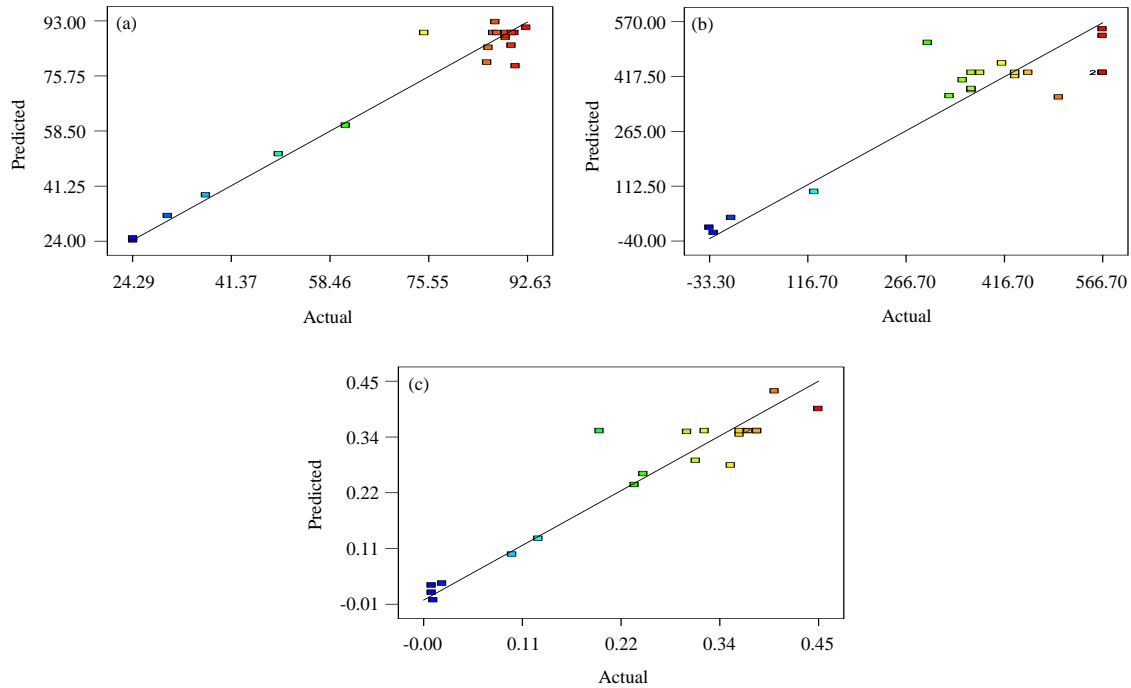 (a)
93.00
75.75
58.50
41.25
24.00
Predicted
24.29 41.37 58.46 75.55 92.63
Actual
(b)
570.00
417.50
265.00
112.50
-40.00
Predicted
2
-33.30 116.70 266.70 416.70 566.70
Actual
(c)
0.45
0.34
0.22
0.11
-0.01
Predicted
-0.00 0.11 0.22 0.34 0.45
Actual